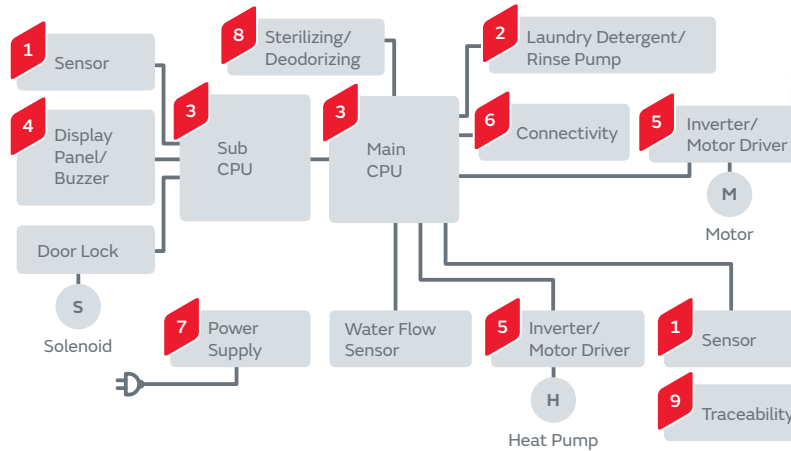 1
Sensor
8
Sterilizing/
Deodorizing
2
Laundry Detergent/
Rinse Pump
4
Display
Panel/
Buzzer
3
Sub
CPU
3
Main
CPU
6
Connectivity
5
Inverter/
Motor Driver
M
Motor
Door Lock
S
Solenoid
7
Power
Supply
Water Flow
Sensor
5
Inverter/
Motor Driver
H
Heat Pump
1
Sensor
9
Traceability